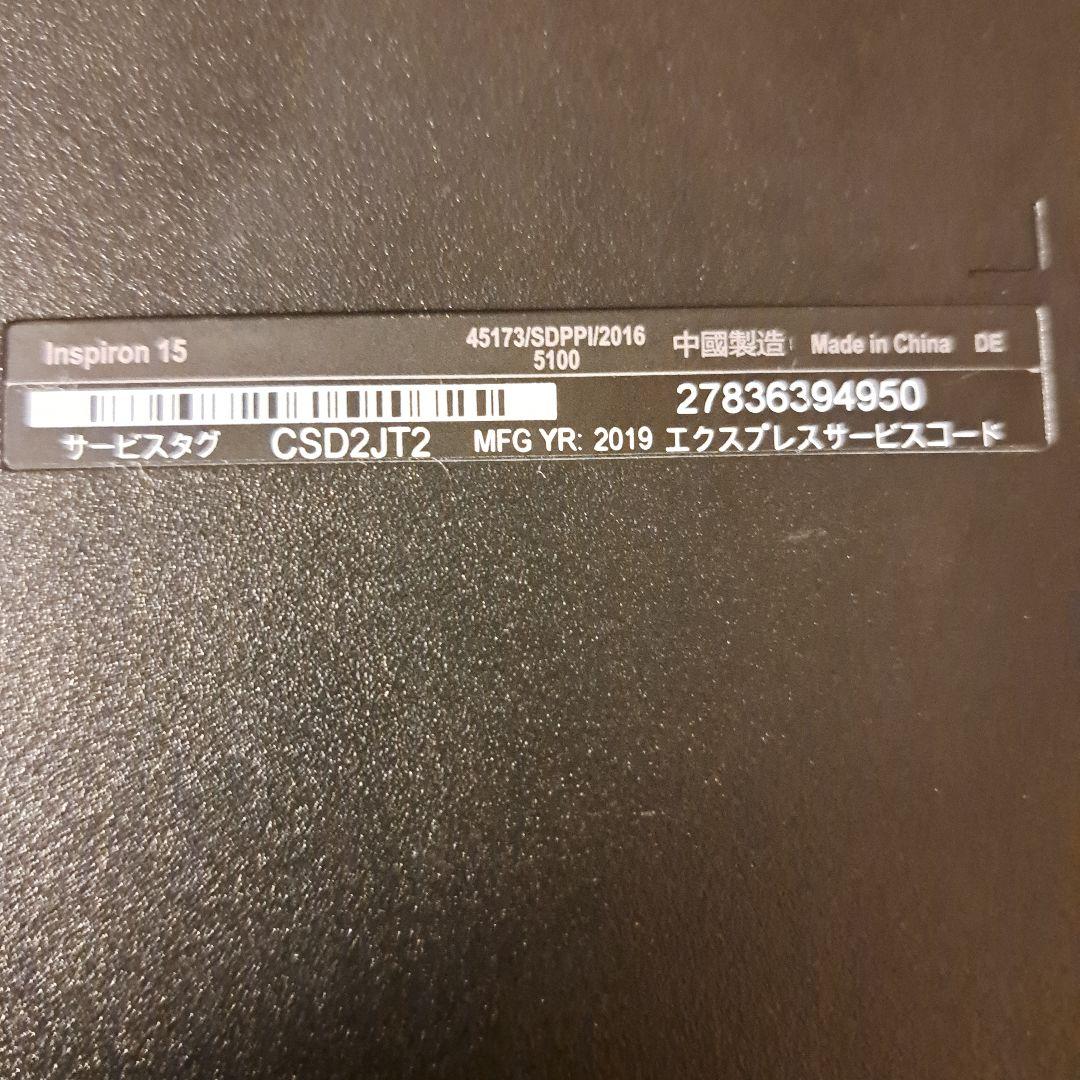 Inspiron 15
45173/SDPPI/2016
5100
中國製造 Made in China DE
27836394950
サービスタグ CSD2JT2 MFG YR: 2019 エクスプレスサービスコード